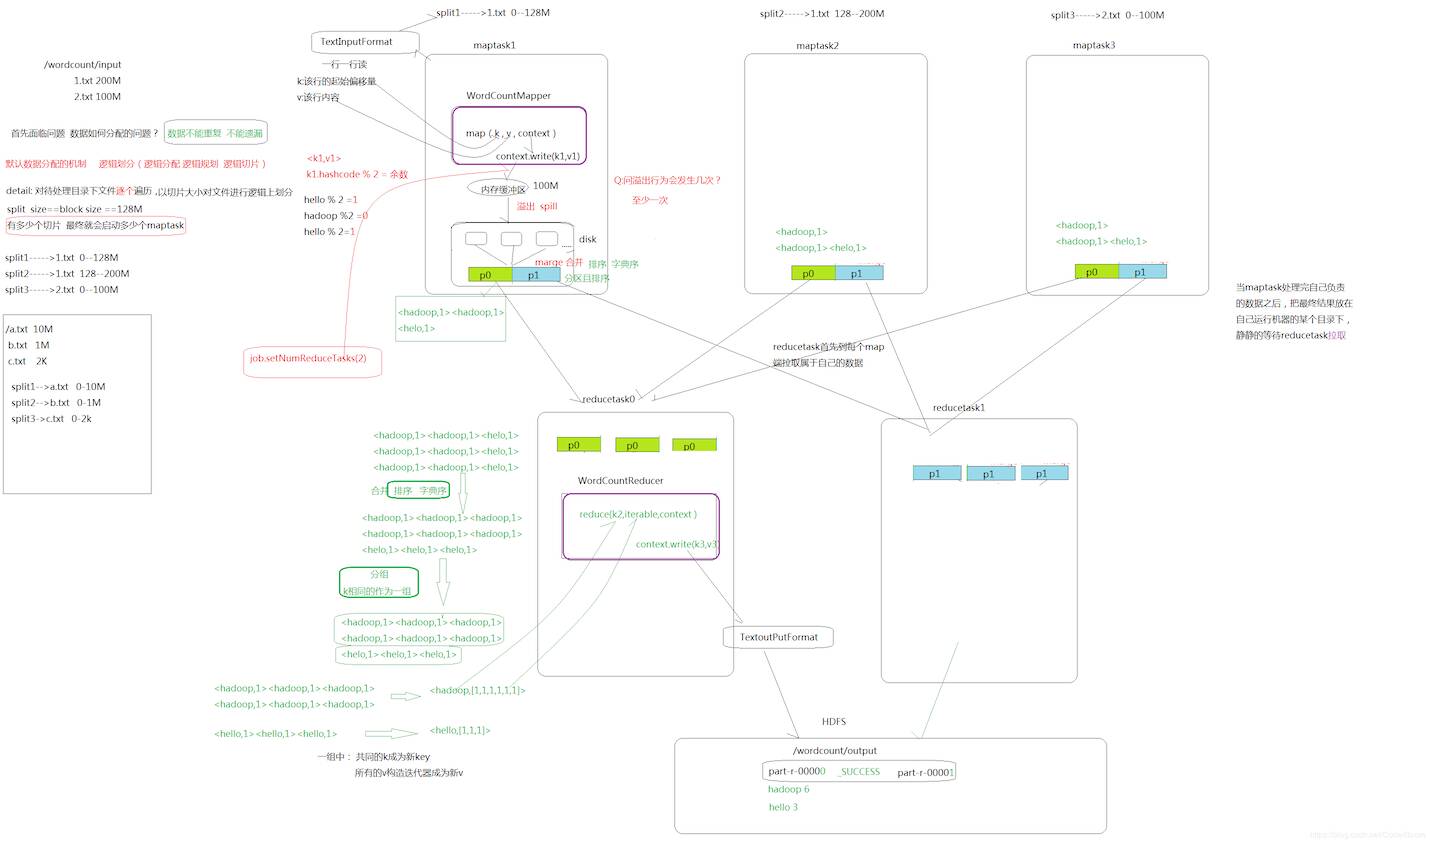 split1----->1.txt 0--128M
split2----->1.txt 128--200M
split3----->2.txt 0--100M
TextInputFormat
maptask1
maptask2
maptask3
/wordcount/input
1.txt 200M
2.txt 100M
一行一行读
k:该行的起始偏移量
v:该行内容
WordCountMapper
map ( k , v , context )
context.write(k1,v1)
首先面临问题 数据如何分配的问题？ 数据不能重复 不能遗漏
默认数据分配的机制 逻辑划分（逻辑分配 逻辑规划 逻辑切片）
detail: 对待处理目录下文件逐个遍历 , 以切片大小对文件进行逻辑上划分
split size==block size ==128M
有多少个切片 最终就会启动多少个maptask
split1----->1.txt 0--128M
split2----->1.txt 128--200M
split3----->2.txt 0--100M
<k1,v1>
k1.hashcode % 2 = 余数
hello % 2 =1
hadoop %2 =0
hello % 2=1
内存缓冲区 100M
溢出 spill
Q:问溢出行为会发生几次？
至少一次
disk
marge 合并 排序 字典序
分区且排序
p0 p1
<hadoop,1> <hadoop,1>
<helo,1>
<hadoop,1>
<hadoop,1> <helo,1>
p0 p1
<hadoop,1>
<hadoop,1> <helo,1>
p0 p1
当maptask处理完自己负责
的数据之后，把最终结果放在
自己运行机器的某个目录下，
静静的等待reducetask拉取
/a.txt 10M
b.txt 1M
c.txt 2K
split1-->a.txt 0-10M
split2-->b.txt 0-1M
split3->c.txt 0-2k
job.setNumReduceTasks(2)
reducetask首先到每个map
端拉取属于自己的数据
reducetask0
reducetask1
p0 p0 p0
p1 p1 p1
WordCountReducer
reduce(k2,iterable,context )
context.write(k3,v3)
<hadoop,1> <hadoop,1> <helo,1>
<hadoop,1> <hadoop,1> <helo,1>
<hadoop,1> <hadoop,1> <helo,1>
合并 排序 字典序
<hadoop,1> <hadoop,1> <hadoop,1>
<hadoop,1> <hadoop,1> <hadoop,1>
<helo,1> <helo,1> <helo,1>
分组
k相同的作为一组
<hadoop,1> <hadoop,1> <hadoop,1>
<hadoop,1> <hadoop,1> <hadoop,1>
<helo,1> <helo,1> <helo,1>
<hadoop,1> <hadoop,1> <hadoop,1>
<hadoop,1> <hadoop,1> <hadoop,1>
<hadoop,[1,1,1,1,1,1]>
<hello,1> <hello,1> <hello,1>
<hello,[1,1,1]>
一组中： 共同的k成为新key
所有的v构造迭代器成为新v
TextoutPutFormat
HDFS
/wordcount/output
part-r-00000 _SUCCESS part-r-00001
hadoop 6
hello 3